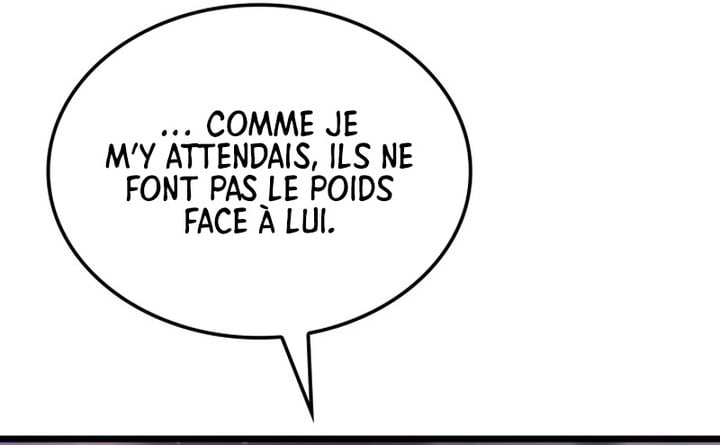 ... COMME JE
M'Y ATTENDAIS, ILS NE
FONT PAS LE POIDS
FACE À LUI.